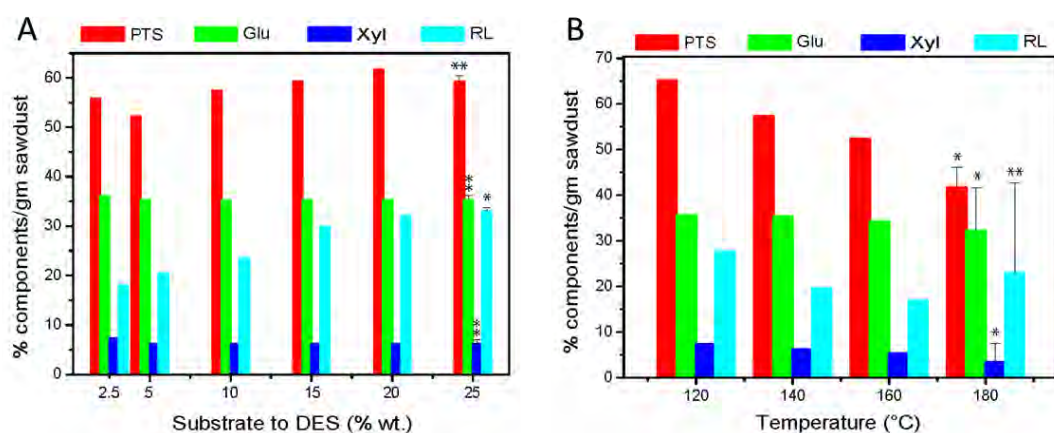 A
PTS Glu Xyl RL
% components/gm sawdust
60
50
40
30
20
10
0
** ** ** *
2.5 5 10 15 20 25
Substrate to DES (% wt.)
B
PTS Glu Xyl RL
% components/gm sawdust
70
60
50
40
30
20
10
0
* * * **
120 140 160 180
Temperature (°C)